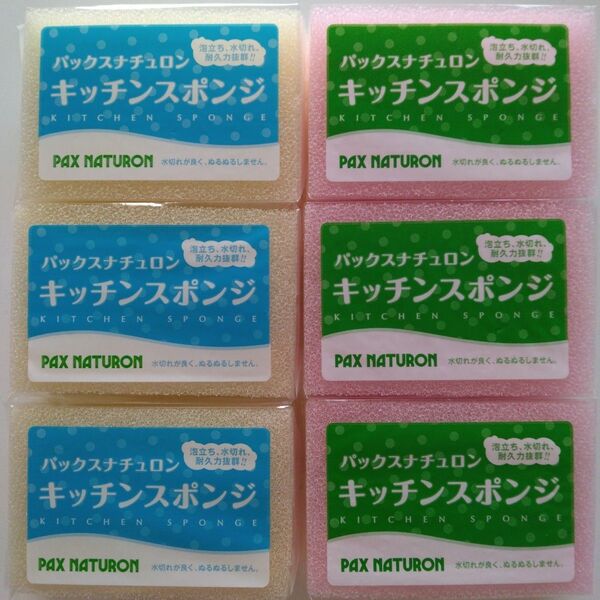 泡立ち、水切れ、
耐久力抜群!!
パックスナチュロン
キッチンスポンジ
KITCHEN SPONGE
PAX NATURON 水切れが良く、ぬるぬるしません。
泡立ち、水切れ、
耐久力抜群!!
パックスナチュロン
キッチンスポンジ
KITCHEN SPONGE
PAX NATURON 水切れが良く、ぬるぬるしません。
泡立ち、水切れ、
耐久力抜群!!
パックスナチュロン
キッチンスポンジ
KITCHEN SPONGE
PAX NATURON 水切れが良く、ぬるぬるしません。
泡立ち、水切れ、
耐久力抜群!!
パックスナチュロン
キッチンスポンジ
KITCHEN SPONGE
PAX NATURON 水切れが良く、ぬるぬるしません。
泡立ち、水切れ、
耐久力抜群!!
パックスナチュロン
キッチンスポンジ
KITCHEN SPONGE
PAX NATURON 水切れが良く、ぬるぬるしません。
泡立ち、水切れ、
耐久力抜群!!
パックスナチュロン
キッチンスポンジ
KITCHEN SPONGE
PAX NATURON 水切れが良く、ぬるぬるしません。